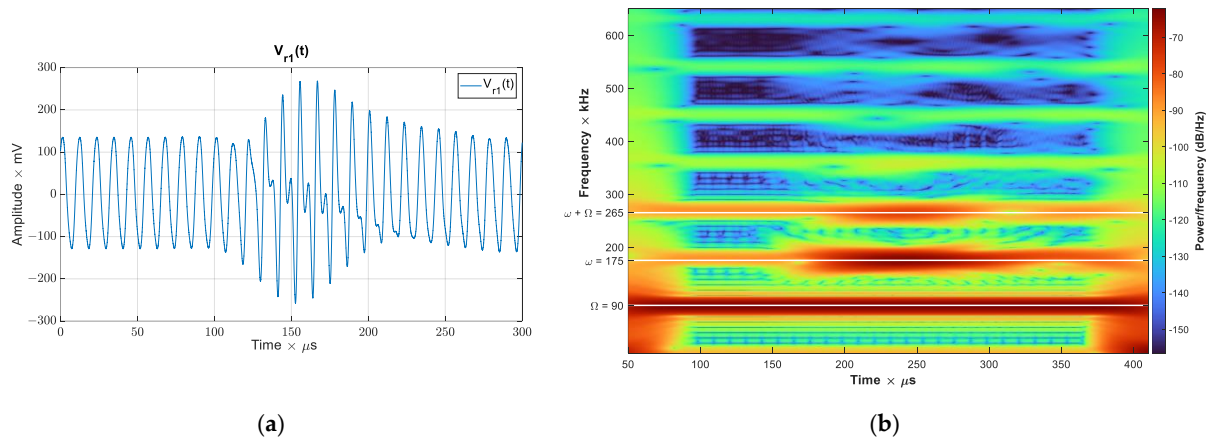 V_r1(t)
300
200
100
0
−100
−200
−300
Amplitude × mV
V_r1(t)
0 50 100 150 200 250 300
Time × μs
(a)
600
500
400
300
ω + Ω = 265
200
ω = 175
Ω = 90
Frequency × kHz
50 100 150 200 250 300 350 400
Time × μs
-70
-80
-90
-100
-110
-120
-130
-140
-150
Power/frequency (dB/Hz)
(b)